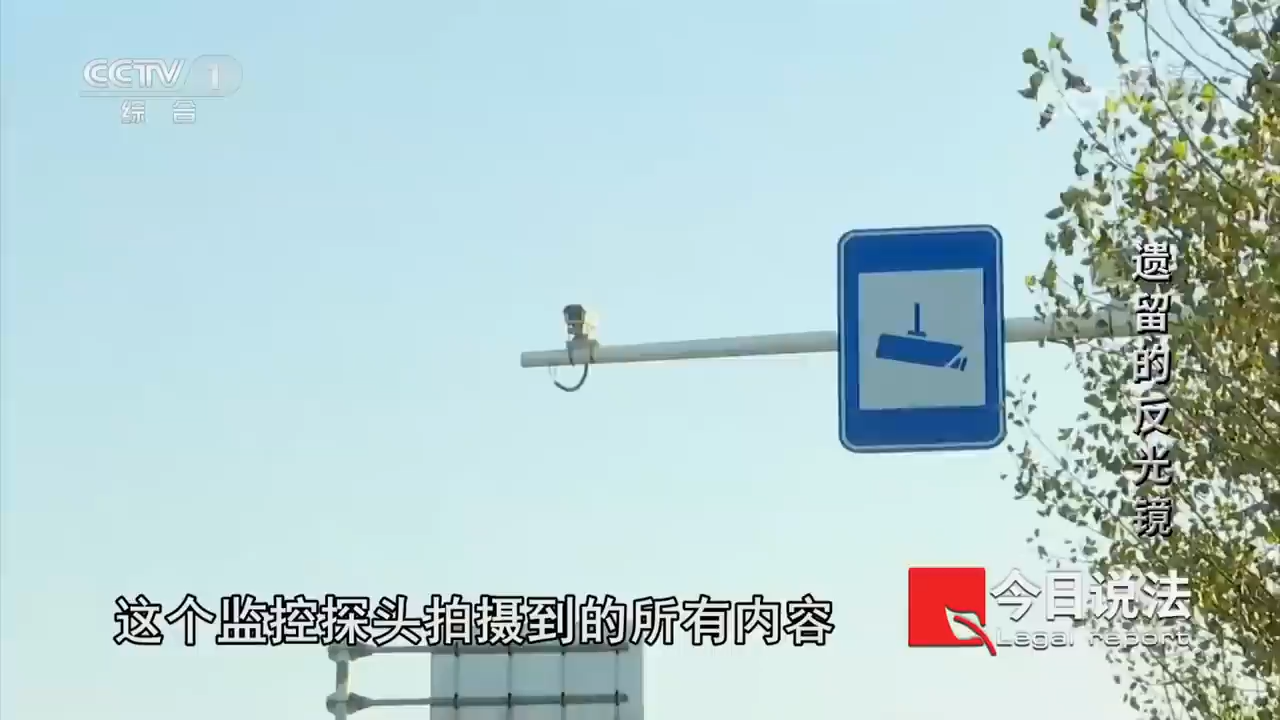 CCTV 1
综合
遗留的反光镜
今日说法
Legal report
这个监控探头拍摄到的所有内容